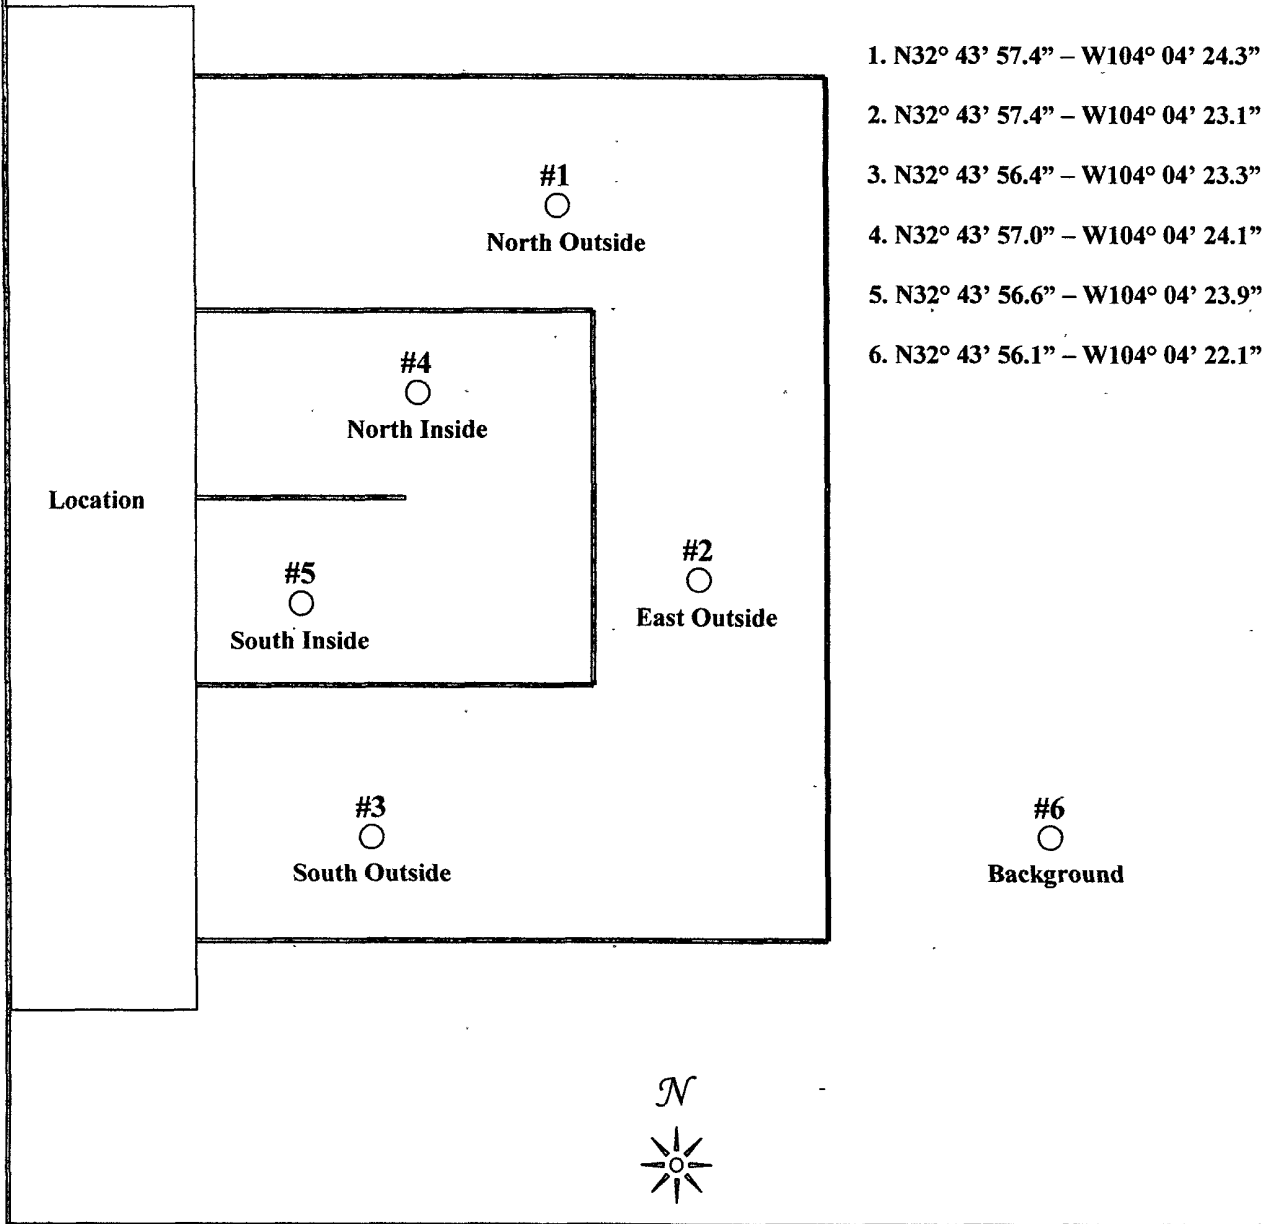 1. N32° 43’ 57.4” – W104° 04’ 24.3”
2. N32° 43’ 57.4” – W104° 04’ 23.1”
3. N32° 43’ 56.4” – W104° 04’ 23.3”
4. N32° 43’ 57.0” – W104° 04’ 24.1”
5. N32° 43’ 56.6” – W104° 04’ 23.9”
6. N32° 43’ 56.1” – W104° 04’ 22.1”
#1
North Outside
#4
North Inside
Location
#5
South Inside
#2
East Outside
#3
South Outside
#6
Background
N